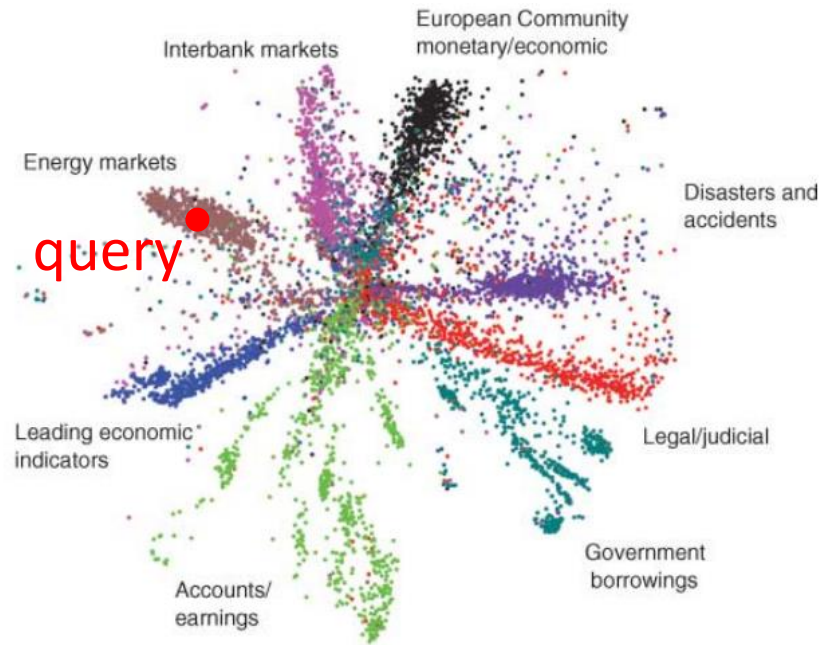 European Community
monetary/economic
Interbank markets
Energy markets
Disasters and
accidents
query
Leading economic
indicators
Legal/judicial
Government
borrowings
Accounts/
earnings